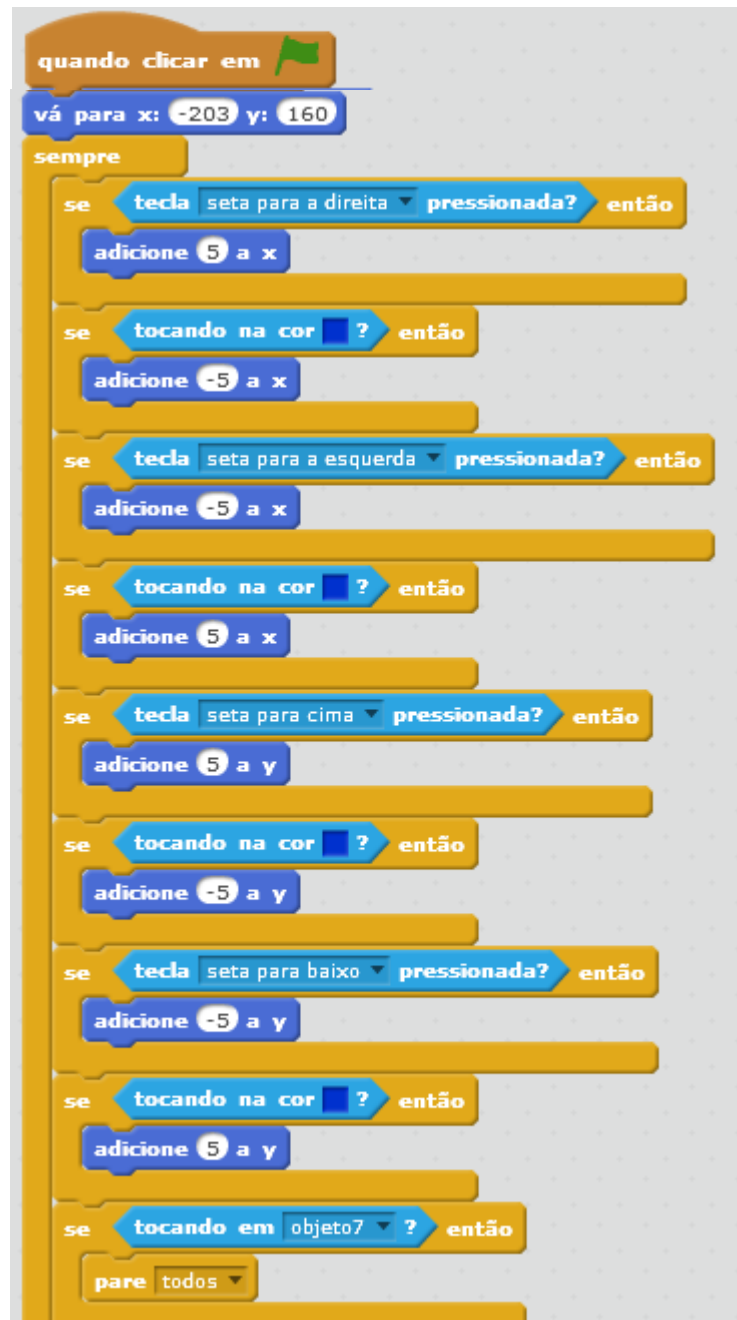 quando clicar em
vá para x: -203 y: 160
sempre
se tecla seta para a direita pressionada? então
adicione 5 a x
se tocando na cor ? então
adicione -5 a x
se tecla seta para a esquerda pressionada? então
adicione -5 a x
se tocando na cor ? então
adicione 5 a x
se tecla seta para cima pressionada? então
adicione 5 a y
se tocando na cor ? então
adicione -5 a y
se tecla seta para baixo pressionada? então
adicione -5 a y
se tocando na cor ? então
adicione 5 a y
se tocando em objeto7 ? então
pare todos